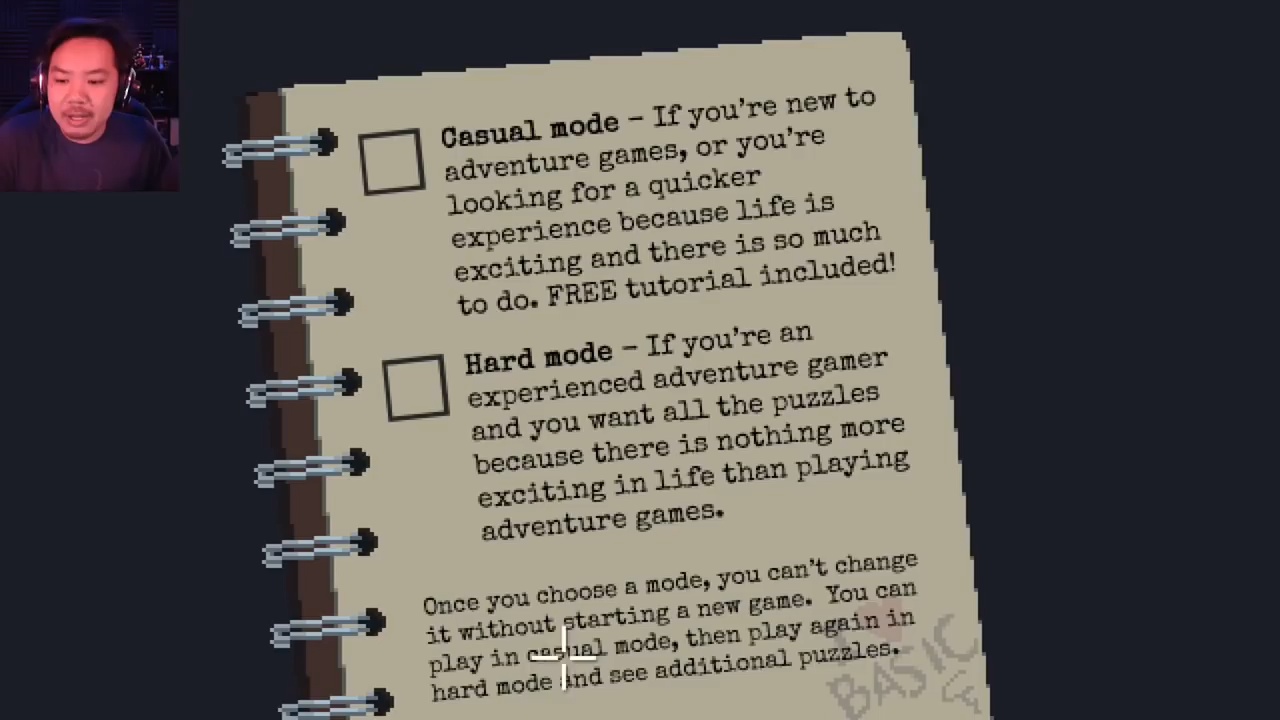 Casual mode – If you're new to
adventure games, or you're
looking for a quicker
experience because life is
exciting and there is so much
to do. FREE tutorial included!
Hard mode – If you're an
experienced adventure gamer
and you want all the puzzles
because there is nothing more
exciting in life than playing
adventure games.
Once you choose a mode, you can't change
it without starting a new game. You can
play in casual mode, then play again in
hard mode and see additional puzzles.
I ♥
BASIC